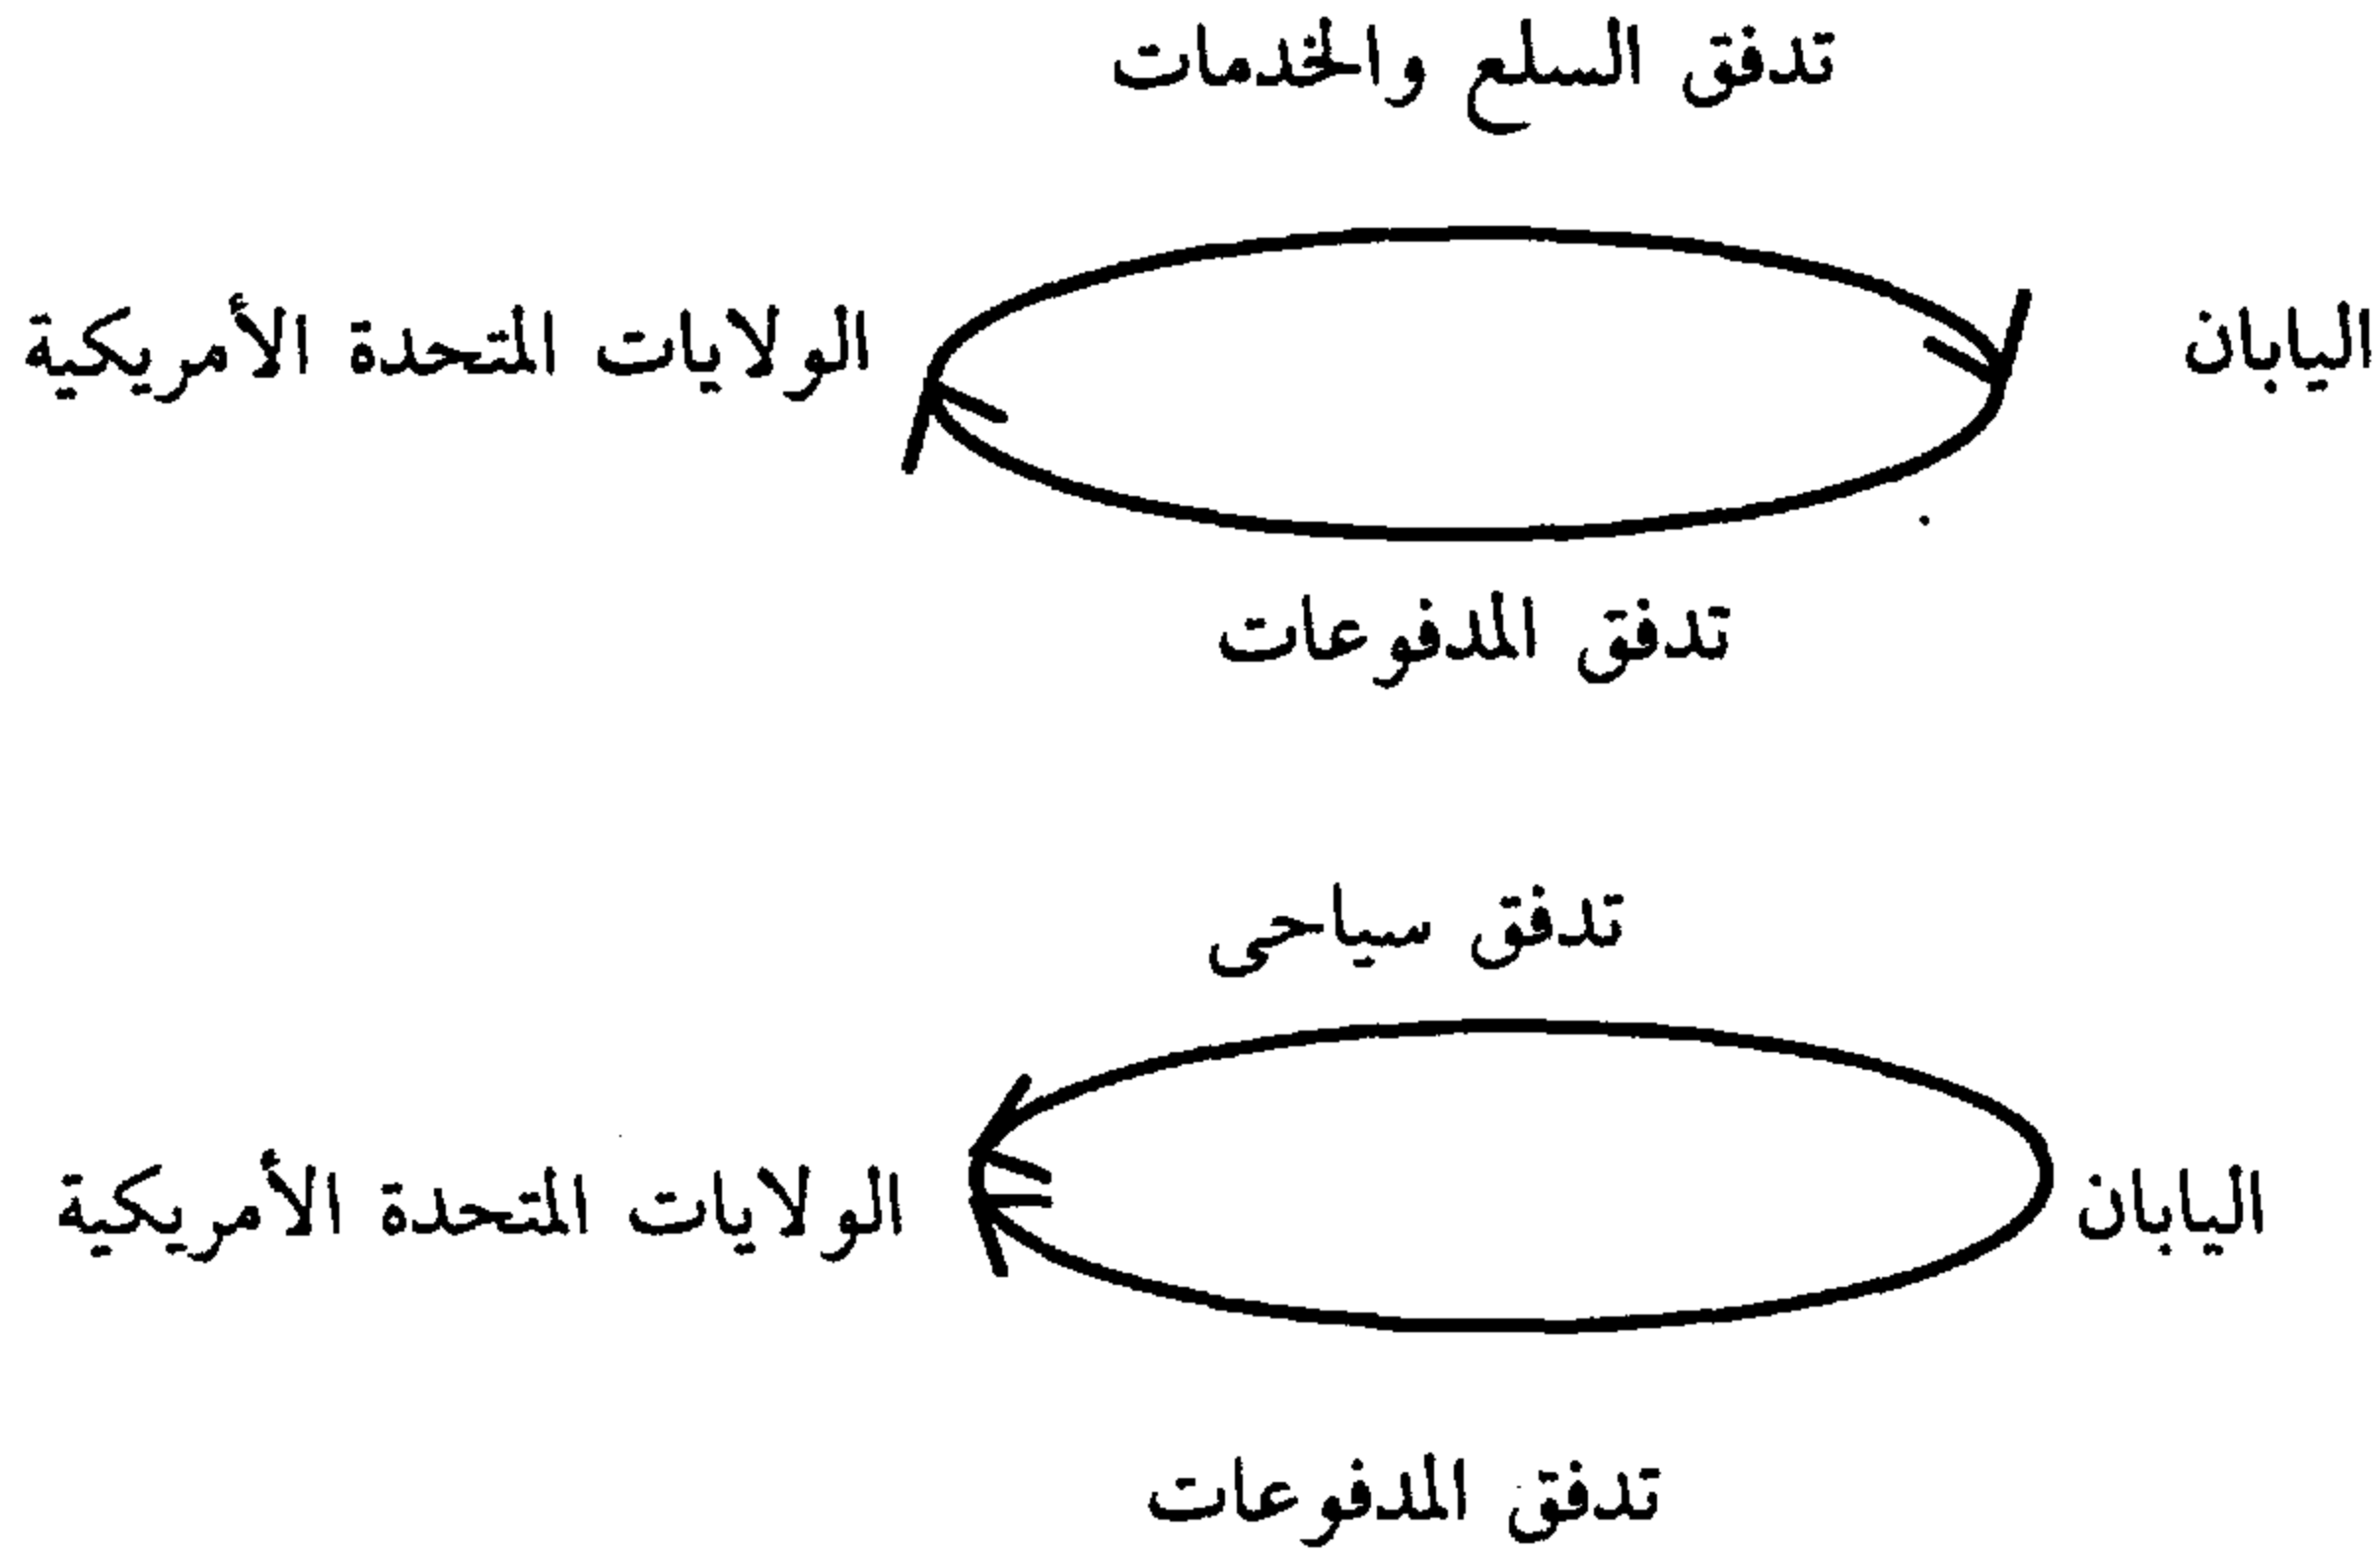 تدفق السلع والخدمات
اليابان
الولايات المتحدة الأمريكية
تدفق المدفوعات
تدفق سياحى
اليابان
الولايات المتحدة الأمريكية
تدفق المدفوعات